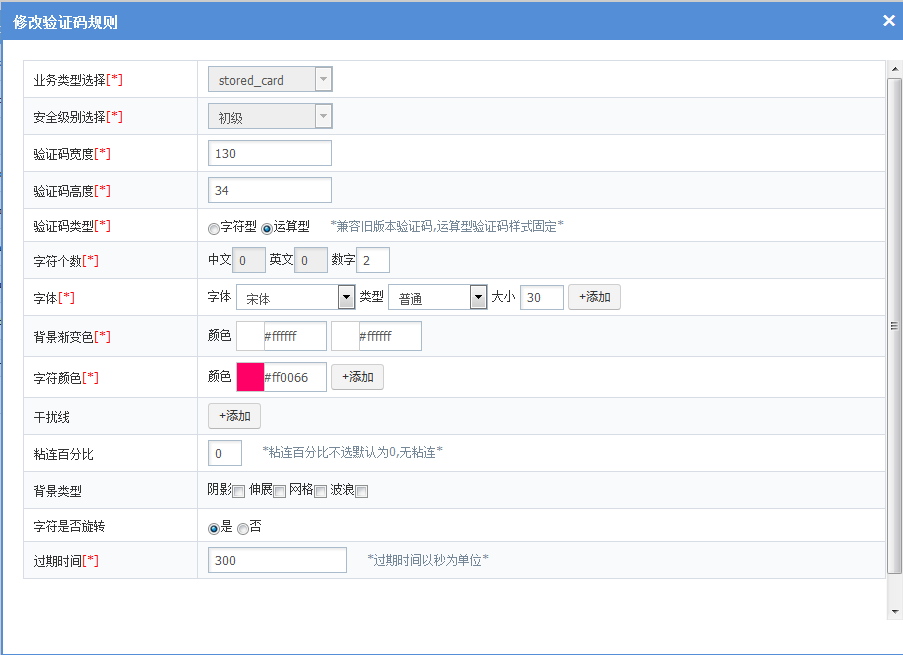 修改验证码规则
业务类型选择[*] stored_card
安全级别选择[*] 初级
验证码宽度[*] 130
验证码高度[*] 34
验证码类型[*] 字符型 运算型 *兼容旧版本验证码,运算型验证码样式固定*
字符个数[*] 中文 0 英文 0 数字 2
字体[*] 字体 宋体 类型 普通 大小 30 +添加
背景渐变色[*] 颜色 #ffffff #ffffff
字符颜色[*] 颜色 #ff0066 +添加
干扰线 +添加
粘连百分比 0 *粘连百分比不选默认为0,无粘连*
背景类型 阴影 伸展 网格 波浪
字符是否旋转 是 否
过期时间[*] 300 *过期时间以秒为单位*